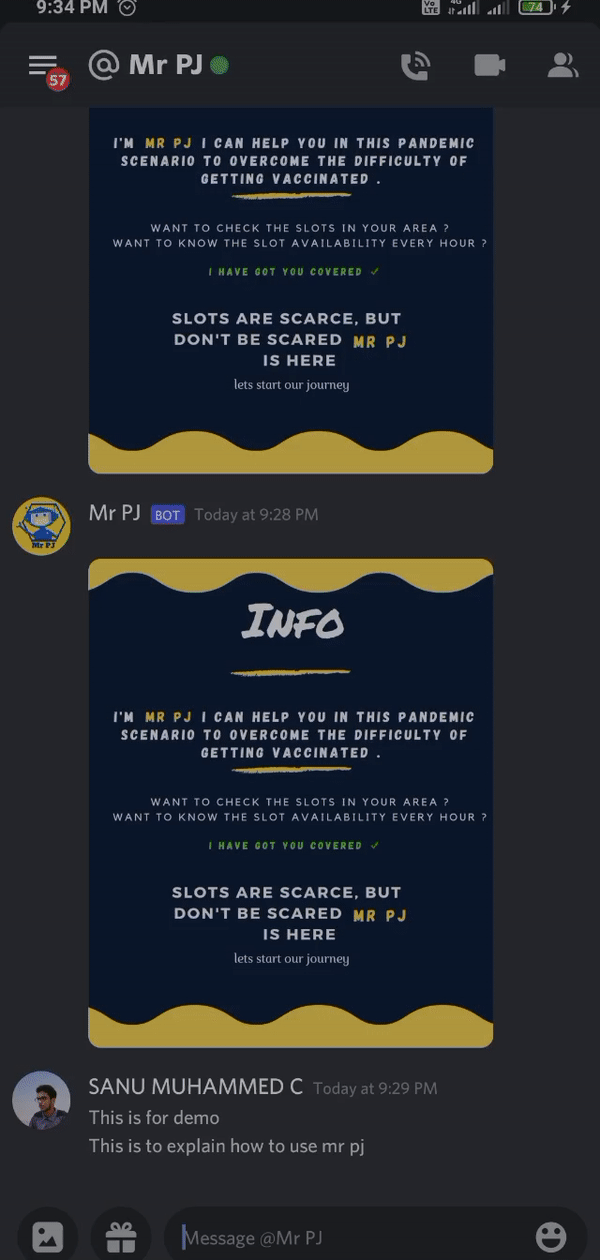 9:34 PM
Vo LTE 4G 74
57
@ Mr PJ
I'M MR PJ I CAN HELP YOU IN THIS PANDEMIC
SCENARIO TO OVERCOME THE DIFFICULTY OF
GETTING VACCINATED .
WANT TO CHECK THE SLOTS IN YOUR AREA ?
WANT TO KNOW THE SLOT AVAILABILITY EVERY HOUR ?
I HAVE GOT YOU COVERED ✓
SLOTS ARE SCARCE, BUT
DON'T BE SCARED MR PJ
IS HERE
lets start our journey
Mr PJ BOT Today at 9:28 PM
Mr PJ
INFO
I'M MR PJ I CAN HELP YOU IN THIS PANDEMIC
SCENARIO TO OVERCOME THE DIFFICULTY OF
GETTING VACCINATED .
WANT TO CHECK THE SLOTS IN YOUR AREA ?
WANT TO KNOW THE SLOT AVAILABILITY EVERY HOUR ?
I HAVE GOT YOU COVERED ✓
SLOTS ARE SCARCE, BUT
DON'T BE SCARED MR PJ
IS HERE
lets start our journey
SANU MUHAMMED C Today at 9:29 PM
This is for demo
This is to explain how to use mr pj
Message @Mr PJ